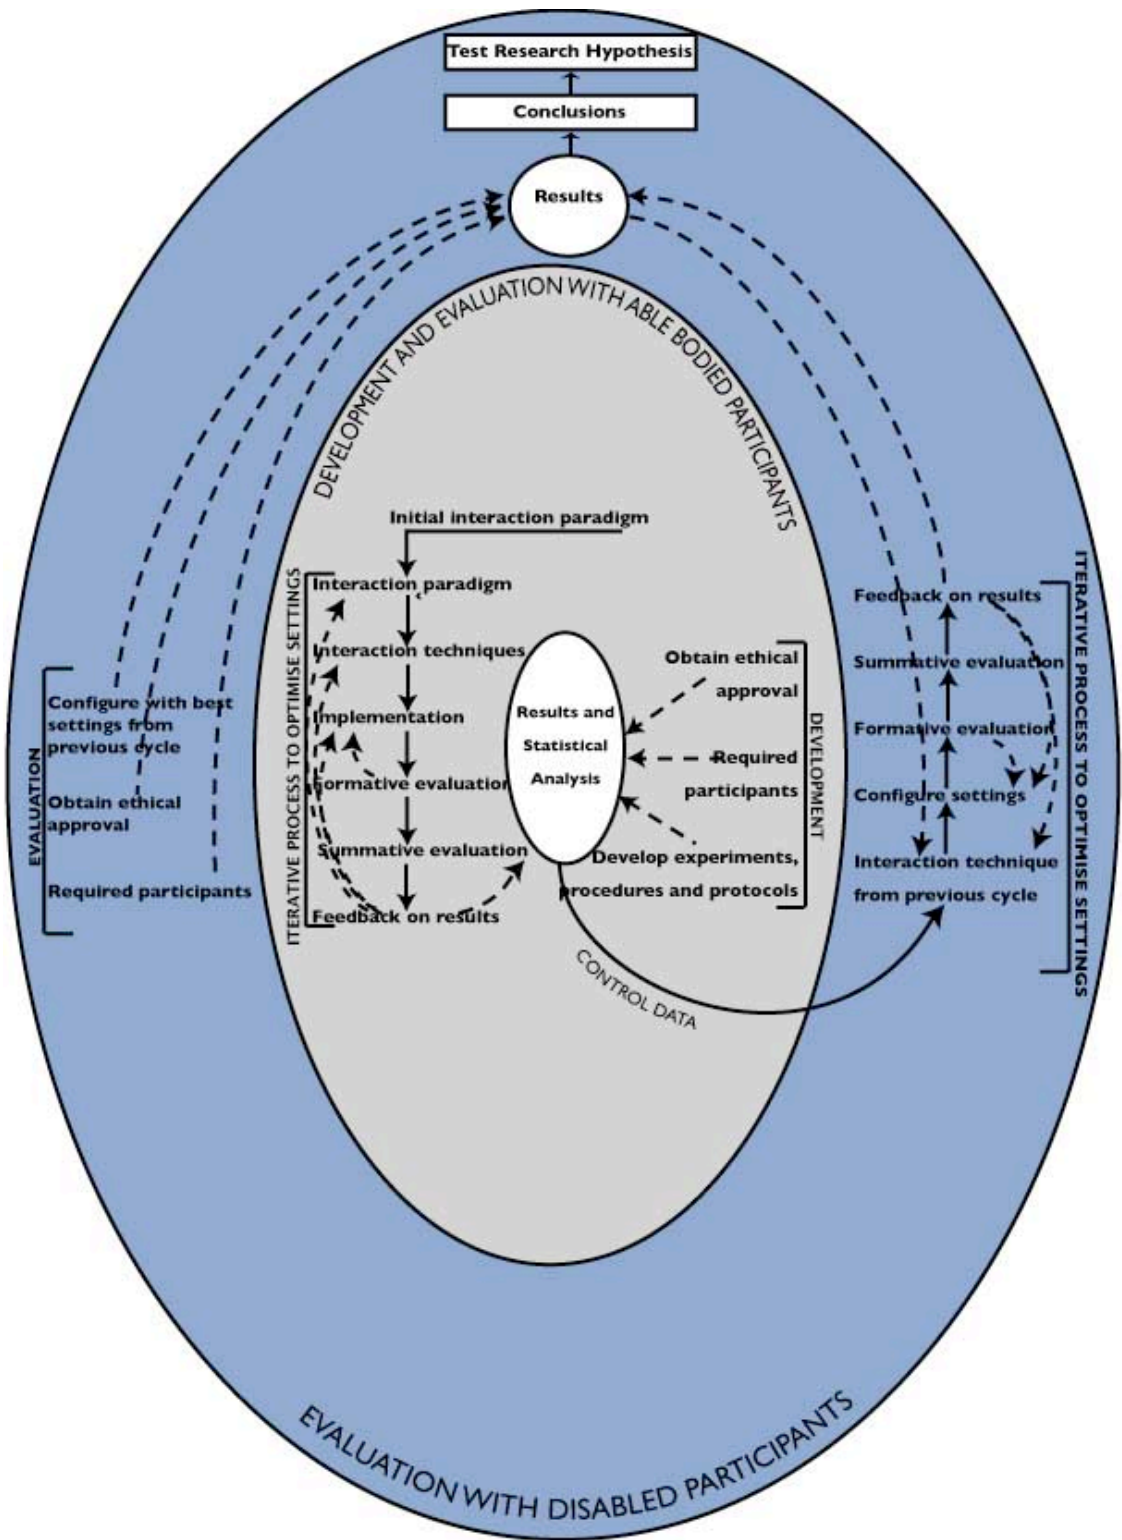 Test Research Hypothesis
Conclusions
Results
DEVELOPMENT AND EVALUATION WITH ABLE BODIED PARTICIPANTS
Initial interaction paradigm
ITERATIVE PROCESS TO OPTIMISE SETTINGS
Interaction paradigm
Interaction techniques
Implementation
Formative evaluation
Summative evaluation
Feedback on results
Results and
Statistical
Analysis
Obtain ethical
approval
Required
participants
Develop experiments,
procedures and protocols
DEVELOPMENT
CONTROL DATA
EVALUATION
Configure with best
settings from
previous cycle
Obtain ethical
approval
Required participants
Feedback on results
Summative evaluation
Formative evaluation
Configure settings
Interaction technique
from previous cycle
ITERATIVE PROCESS TO OPTIMISE SETTINGS
EVALUATION WITH DISABLED PARTICIPANTS